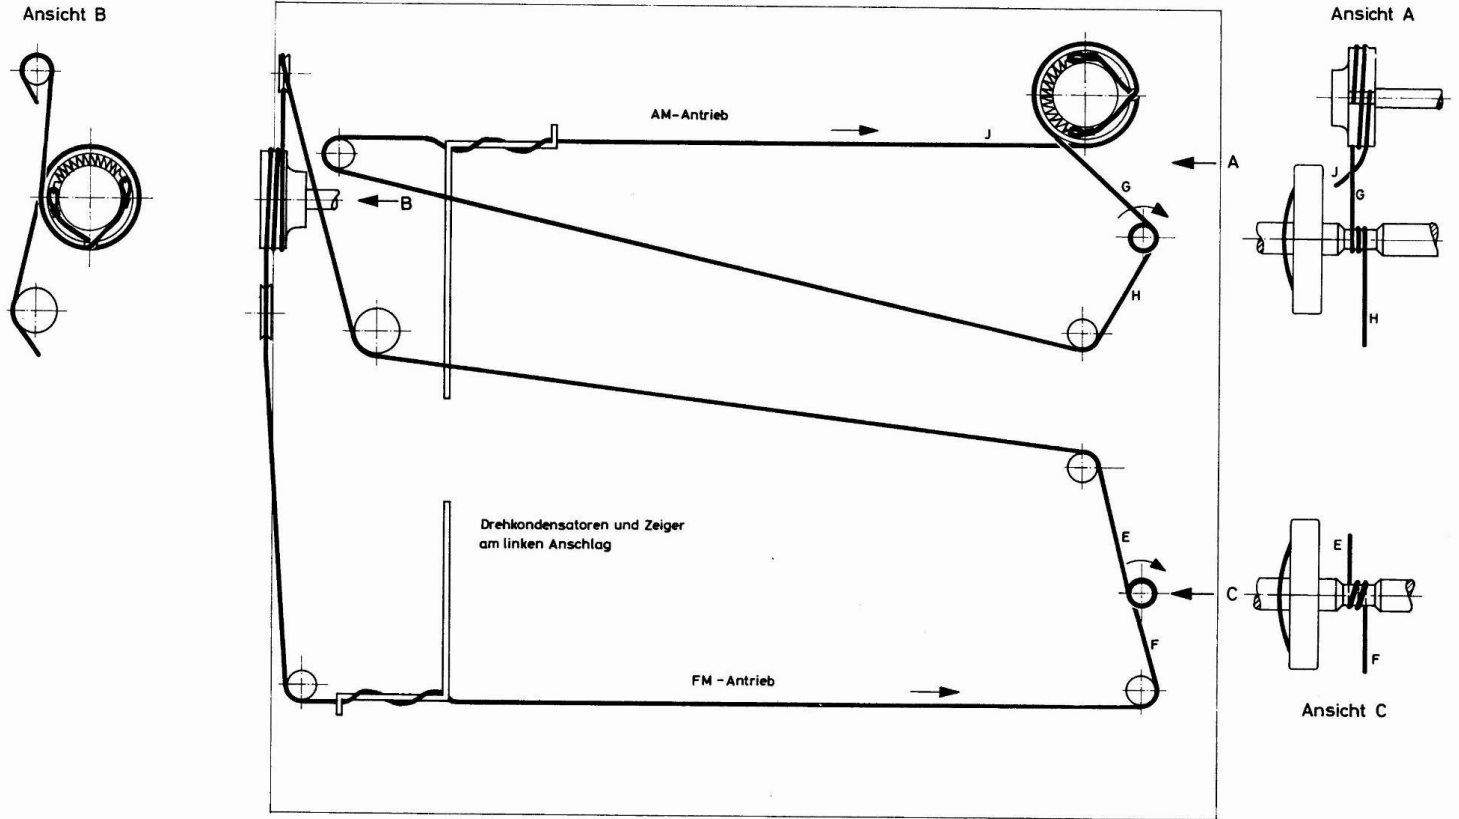 Ansicht B
Ansicht A
AM-Antrieb
J
A
B
G
H
J
G
H
Drehkondensatoren und Zeiger
am linken Anschlag
E
C
F
E
F
FM-Antrieb
Ansicht C